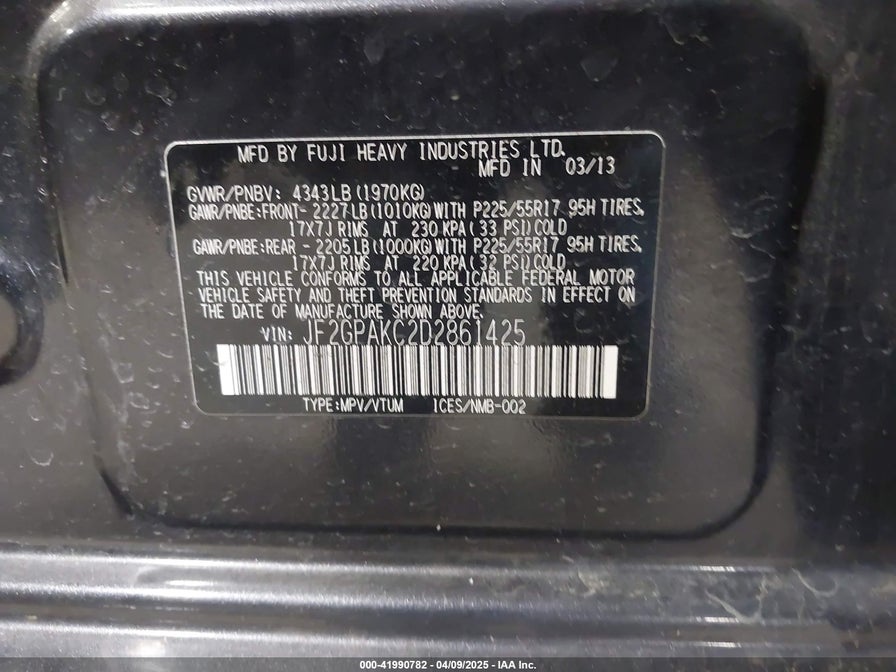 MFD BY FUJI HEAVY INDUSTRIES LTD.
MFD IN 03/13
GVWR/PNBV: 4343LB(1970KG)
GAWR/PNBE:FRONT- 2227LB(1010KG)WITH P225/55R17 95H TIRES,
17X7J RIMS AT 230 KPA(33 PSI)COLD
GAWR/PNBE:REAR - 2205LB(1000KG)WITH P225/55R17 95H TIRES,
17X7J RIMS AT 220 KPA(32 PSI)COLD
THIS VEHICLE CONFORMS TO ALL APPLICABLE FEDERAL MOTOR
VEHICLE SAFETY AND THEFT PREVENTION STANDARDS IN EFFECT ON
THE DATE OF MANUFACTURE SHOWN ABOVE.
VIN: JF2GPAKC2D2861425
TYPE:MPV/VTUM ICES/NMB-002
000-41990782 - 04/09/2025 - IAA Inc.